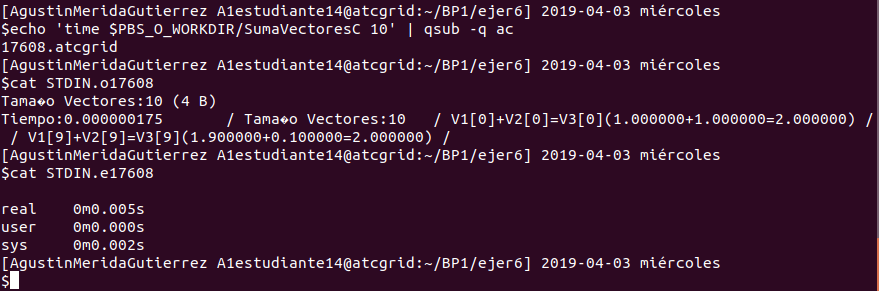 [AgustinMeridaGutierrez A1estudiante14@atcgrid:~/BP1/ejer6] 2019-04-03 miércoles
$echo 'time $PBS_O_WORKDIR/SumaVectoresC 10' | qsub -q ac
17608.atcgrid
[AgustinMeridaGutierrez A1estudiante14@atcgrid:~/BP1/ejer6] 2019-04-03 miércoles
$cat STDIN.o17608
Tama�o Vectores:10 (4 B)
Tiempo:0.000000175       / Tama�o Vectores:10   / V1[0]+V2[0]=V3[0](1.000000+1.000000=2.000000) /
 / V1[9]+V2[9]=V3[9](1.900000+0.100000=2.000000) /
[AgustinMeridaGutierrez A1estudiante14@atcgrid:~/BP1/ejer6] 2019-04-03 miércoles
$cat STDIN.e17608
real    0m0.005s
user    0m0.000s
sys     0m0.002s
[AgustinMeridaGutierrez A1estudiante14@atcgrid:~/BP1/ejer6] 2019-04-03 miércoles
$